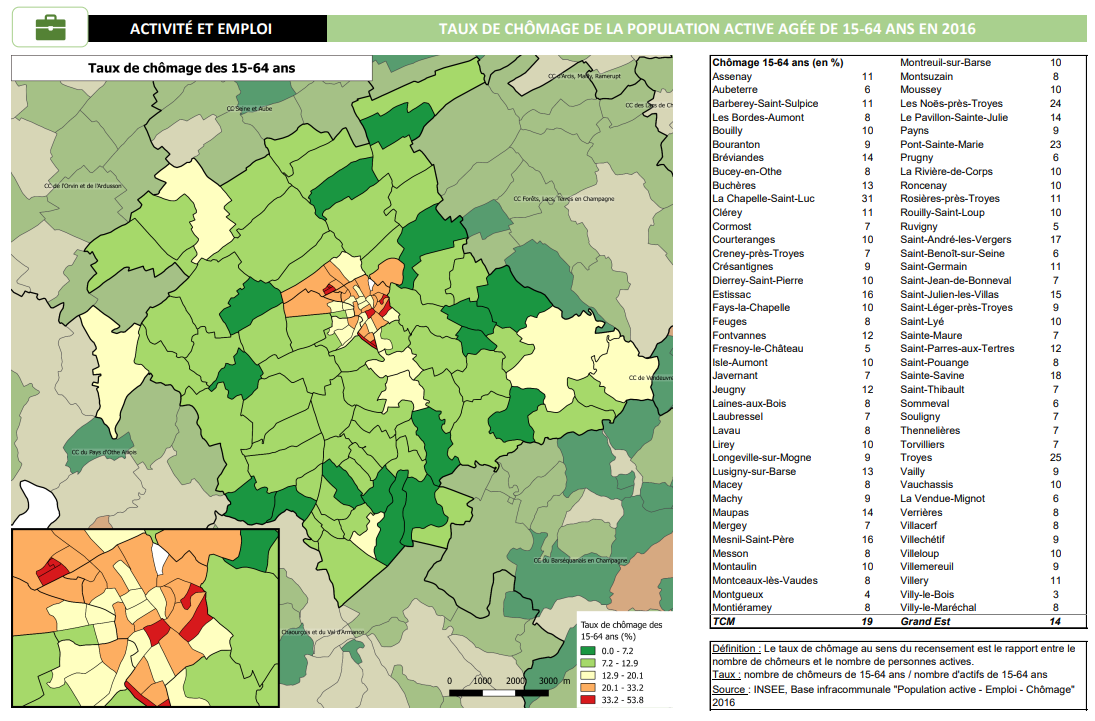 ACTIVITÉ ET EMPLOI
TAUX DE CHÔMAGE DE LA POPULATION ACTIVE AGÉE DE 15-64 ANS EN 2016
Taux de chômage des 15-64 ans
CC d'Arcis, Mailly, Ramerupt
CC Seine et Aube
CC des Lacs de C
CC de l'Orvin et de l'Ardusson
CC Forêts, Lacs, Terres en Champagne
CC de Vendeuvre
CC du Pays d'Othe Aixois
CC du Barséquanais en Champagne
Chaourçois et du Val d'Armance
Taux de chômage des
15-64 ans (%)
0.0 - 7.2
7.2 - 12.9
12.9 - 20.1
20.1 - 33.2
33.2 - 53.8
0 1000 2000 3000 m
Chômage 15-64 ans (en %)
Assenay 11
Aubeterre 6
Barberey-Saint-Sulpice 11
Les Bordes-Aumont 8
Bouilly 10
Bouranton 9
Bréviandes 14
Bucey-en-Othe 8
Buchères 13
La Chapelle-Saint-Luc 31
Clérey 11
Cormost 7
Courteranges 10
Creney-près-Troyes 7
Crésantignes 9
Dierrey-Saint-Pierre 10
Estissac 16
Fays-la-Chapelle 10
Feuges 8
Fontvannes 12
Fresnoy-le-Château 5
Isle-Aumont 10
Javernant 7
Jeugny 12
Laines-aux-Bois 8
Laubressel 7
Lavau 8
Lirey 10
Longeville-sur-Mogne 9
Lusigny-sur-Barse 13
Macey 8
Machy 9
Maupas 14
Mergey 7
Mesnil-Saint-Père 16
Messon 8
Montaulin 10
Montceaux-lès-Vaudes 8
Montgueux 4
Montiéramey 8
TCM 19
Montreuil-sur-Barse 10
Montsuzain 8
Moussey 10
Les Noës-près-Troyes 24
Le Pavillon-Sainte-Julie 14
Payns 9
Pont-Sainte-Marie 23
Prugny 6
La Rivière-de-Corps 10
Roncenay 10
Rosières-près-Troyes 11
Rouilly-Saint-Loup 10
Ruvigny 5
Saint-André-les-Vergers 17
Saint-Benoît-sur-Seine 6
Saint-Germain 11
Saint-Jean-de-Bonneval 7
Saint-Julien-les-Villas 15
Saint-Léger-près-Troyes 9
Saint-Lyé 10
Sainte-Maure 7
Saint-Parres-aux-Tertres 12
Saint-Pouange 8
Sainte-Savine 18
Saint-Thibault 7
Sommeval 6
Souligny 7
Thennelières 7
Torvilliers 7
Troyes 25
Vailly 9
Vauchassis 10
La Vendue-Mignot 6
Verrières 8
Villacerf 8
Villechétif 9
Villeloup 10
Villemereuil 9
Villery 11
Villy-le-Bois 3
Villy-le-Maréchal 8
Grand Est 14
Définition : Le taux de chômage au sens du recensement est le rapport entre le
nombre de chômeurs et le nombre de personnes actives.
Taux : nombre de chômeurs de 15-64 ans / nombre d'actifs de 15-64 ans
Source : INSEE, Base infracommunale "Population active - Emploi - Chômage"
2016